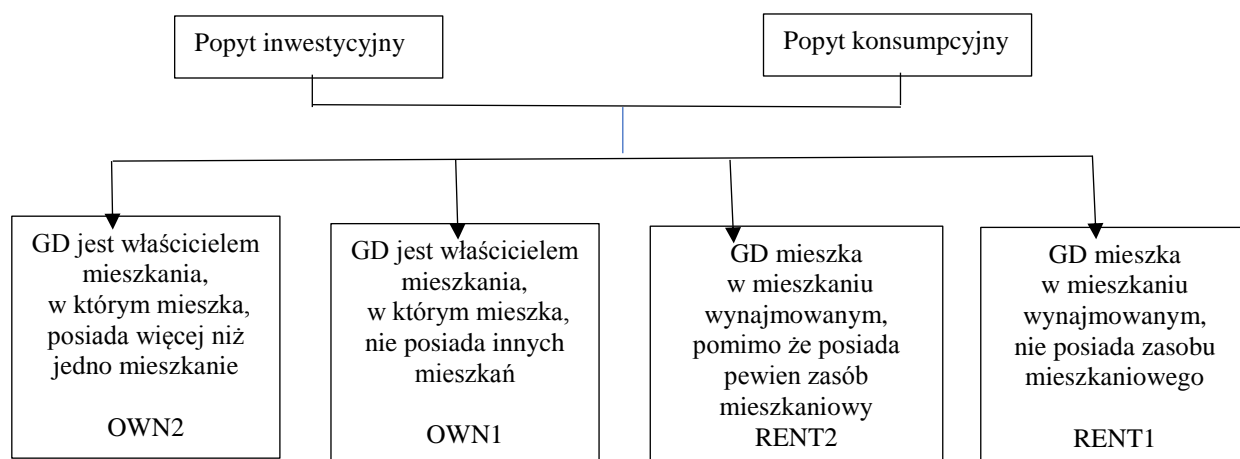 Popyt inwestycyjny
Popyt konsumpcyjny
GD jest właścicielem
mieszkania,
w którym mieszka,
posiada więcej niż
jedno mieszkanie
OWN2
GD jest właścicielem
mieszkania,
w którym mieszka,
nie posiada innych
mieszkań
OWN1
GD mieszka
w mieszkaniu
wynajmowanym,
pomimo że posiada
pewien zasób
mieszkaniowy
RENT2
GD mieszka
w mieszkaniu
wynajmowanym,
nie posiada zasobu
mieszkaniowego
RENT1